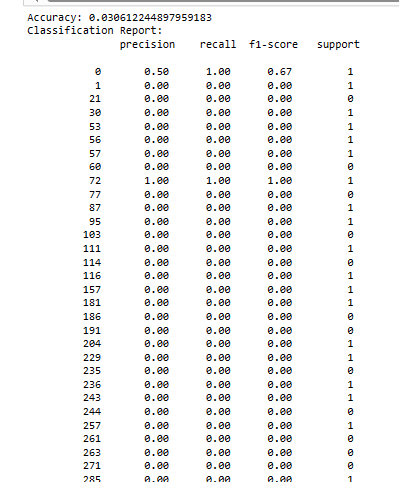 Accuracy: 0.030612244897959183
Classification Report:
precision recall f1-score support
0 0.50 1.00 0.67 1
1 0.00 0.00 0.00 1
21 0.00 0.00 0.00 0
30 0.00 0.00 0.00 1
53 0.00 0.00 0.00 1
56 0.00 0.00 0.00 1
57 0.00 0.00 0.00 1
60 0.00 0.00 0.00 0
72 1.00 1.00 1.00 1
77 0.00 0.00 0.00 0
87 0.00 0.00 0.00 1
95 0.00 0.00 0.00 1
103 0.00 0.00 0.00 0
111 0.00 0.00 0.00 1
114 0.00 0.00 0.00 0
116 0.00 0.00 0.00 1
157 0.00 0.00 0.00 1
181 0.00 0.00 0.00 1
186 0.00 0.00 0.00 0
191 0.00 0.00 0.00 0
204 0.00 0.00 0.00 1
229 0.00 0.00 0.00 1
235 0.00 0.00 0.00 0
236 0.00 0.00 0.00 1
243 0.00 0.00 0.00 1
244 0.00 0.00 0.00 0
257 0.00 0.00 0.00 1
261 0.00 0.00 0.00 0
263 0.00 0.00 0.00 0
271 0.00 0.00 0.00 0
285 0.00 0.00 0.00 1